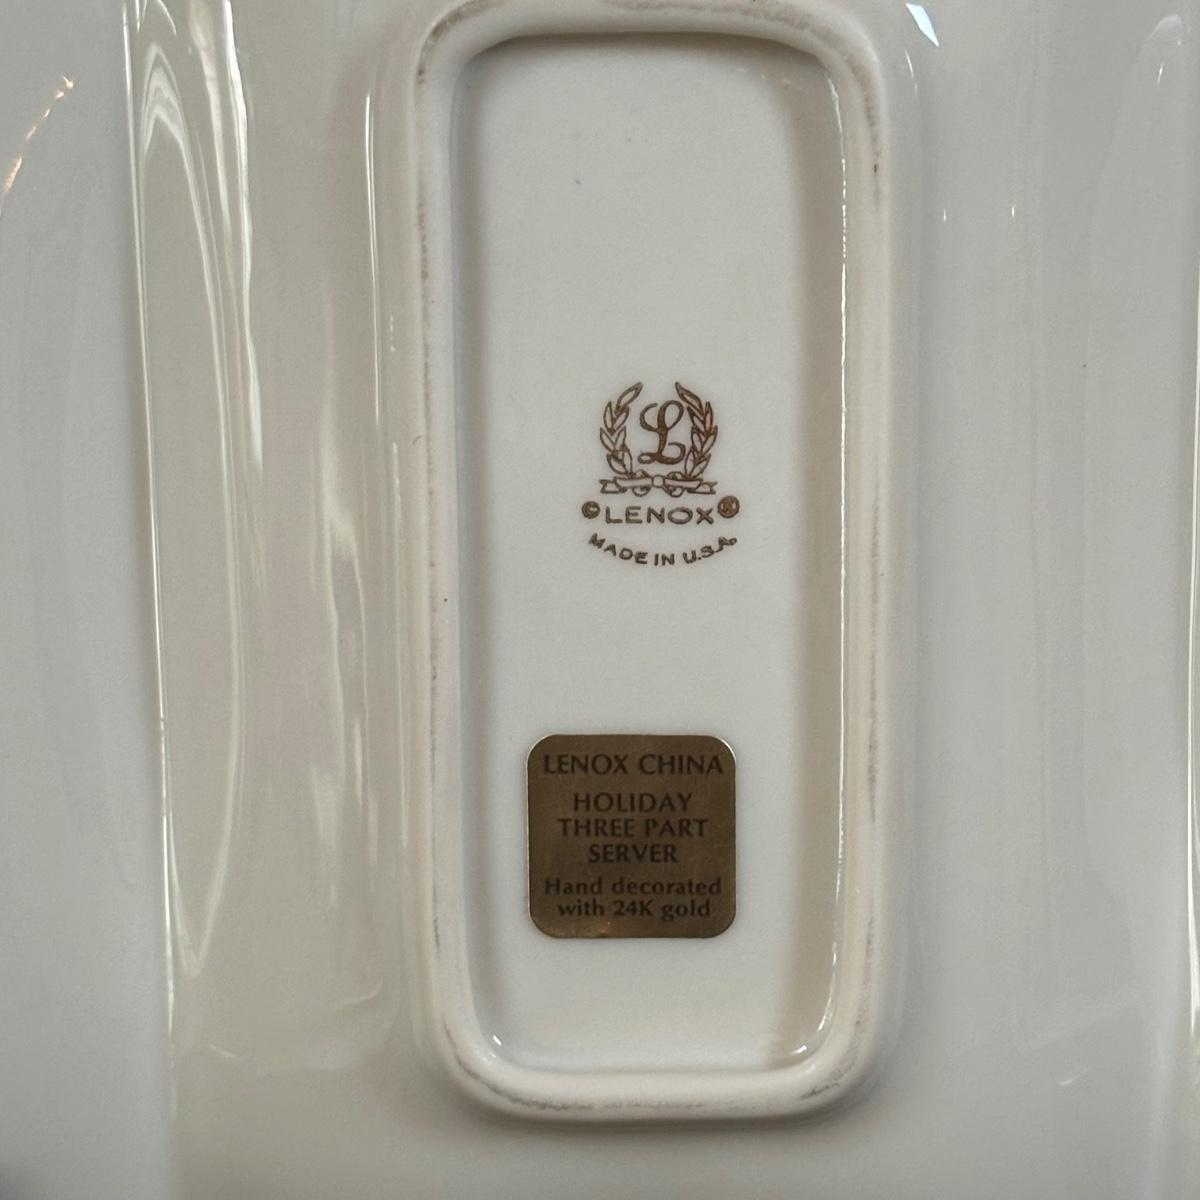 L
©LENOX®
MADE IN U.S.A.
LENOX CHINA
HOLIDAY
THREE PART
SERVER
Hand decorated
with 24K gold